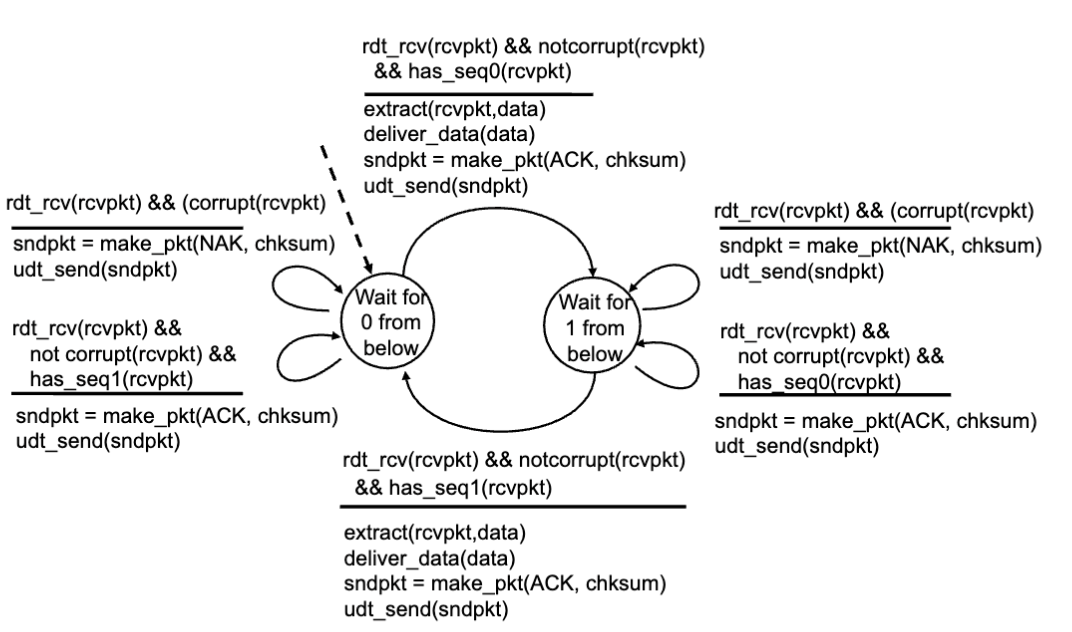 rdt_rcv(rcvpkt) && notcorrupt(rcvpkt)
&& has_seq0(rcvpkt)
extract(rcvpkt,data)
deliver_data(data)
sndpkt = make_pkt(ACK, chksum)
udt_send(sndpkt)
rdt_rcv(rcvpkt) && (corrupt(rcvpkt)
sndpkt = make_pkt(NAK, chksum)
udt_send(sndpkt)
rdt_rcv(rcvpkt) &&
not corrupt(rcvpkt) &&
has_seq1(rcvpkt)
sndpkt = make_pkt(ACK, chksum)
udt_send(sndpkt)
Wait for
0 from
below
Wait for
1 from
below
rdt_rcv(rcvpkt) && (corrupt(rcvpkt)
sndpkt = make_pkt(NAK, chksum)
udt_send(sndpkt)
rdt_rcv(rcvpkt) &&
not corrupt(rcvpkt) &&
has_seq0(rcvpkt)
sndpkt = make_pkt(ACK, chksum)
udt_send(sndpkt)
rdt_rcv(rcvpkt) && notcorrupt(rcvpkt)
&& has_seq1(rcvpkt)
extract(rcvpkt,data)
deliver_data(data)
sndpkt = make_pkt(ACK, chksum)
udt_send(sndpkt)